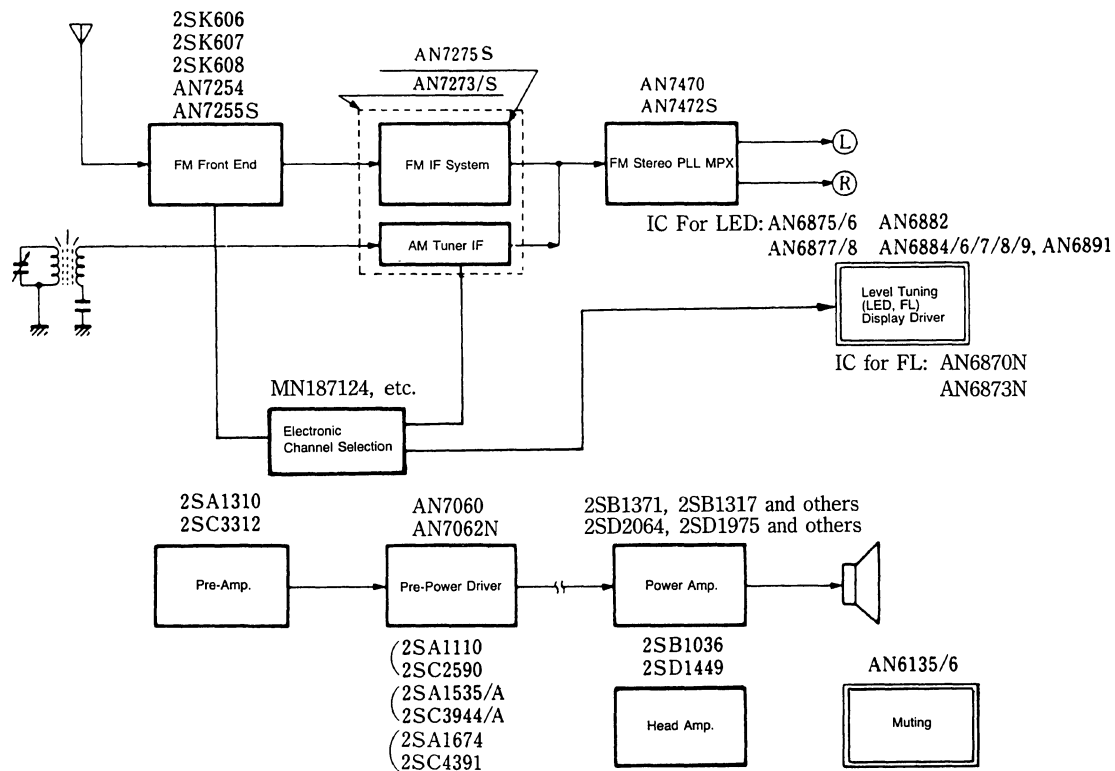 2SK606
2SK607
2SK608
AN7254
AN7255S
FM Front End
AN7275S
AN7273/S
FM IF System
AM Tuner IF
AN7470
AN7472S
FM Stereo PLL MPX
L
R
IC For LED: AN6875/6 AN6882
AN6877/8 AN6884/6/7/8/9, AN6891
Level Tuning
(LED, FL)
Display Driver
IC for FL: AN6870N
AN6873N
MN187124, etc.
Electronic
Channel Selection
2SA1310
2SC3312
Pre-Amp.
AN7060
AN7062N
Pre-Power Driver
2SA1110
2SC2590
2SA1535/A
2SC3944/A
2SA1674
2SC4391
2SB1371, 2SB1317 and others
2SD2064, 2SD1975 and others
Power Amp.
2SB1036
2SD1449
Head Amp.
AN6135/6
Muting